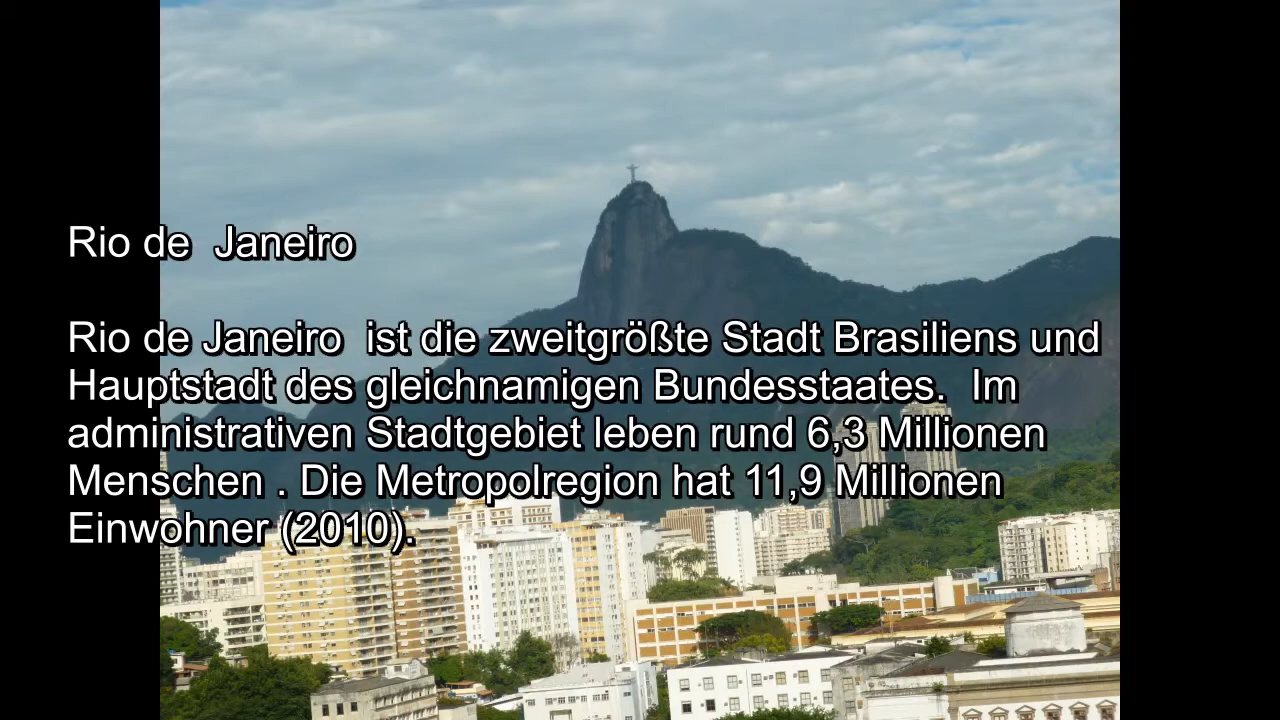 Rio de  Janeiro
Rio de Janeiro  ist die zweitgrößte Stadt Brasiliens und
Hauptstadt des gleichnamigen Bundesstaates.  Im
administrativen Stadtgebiet leben rund 6,3 Millionen
Menschen . Die Metropolregion hat 11,9 Millionen
Einwohner (2010).